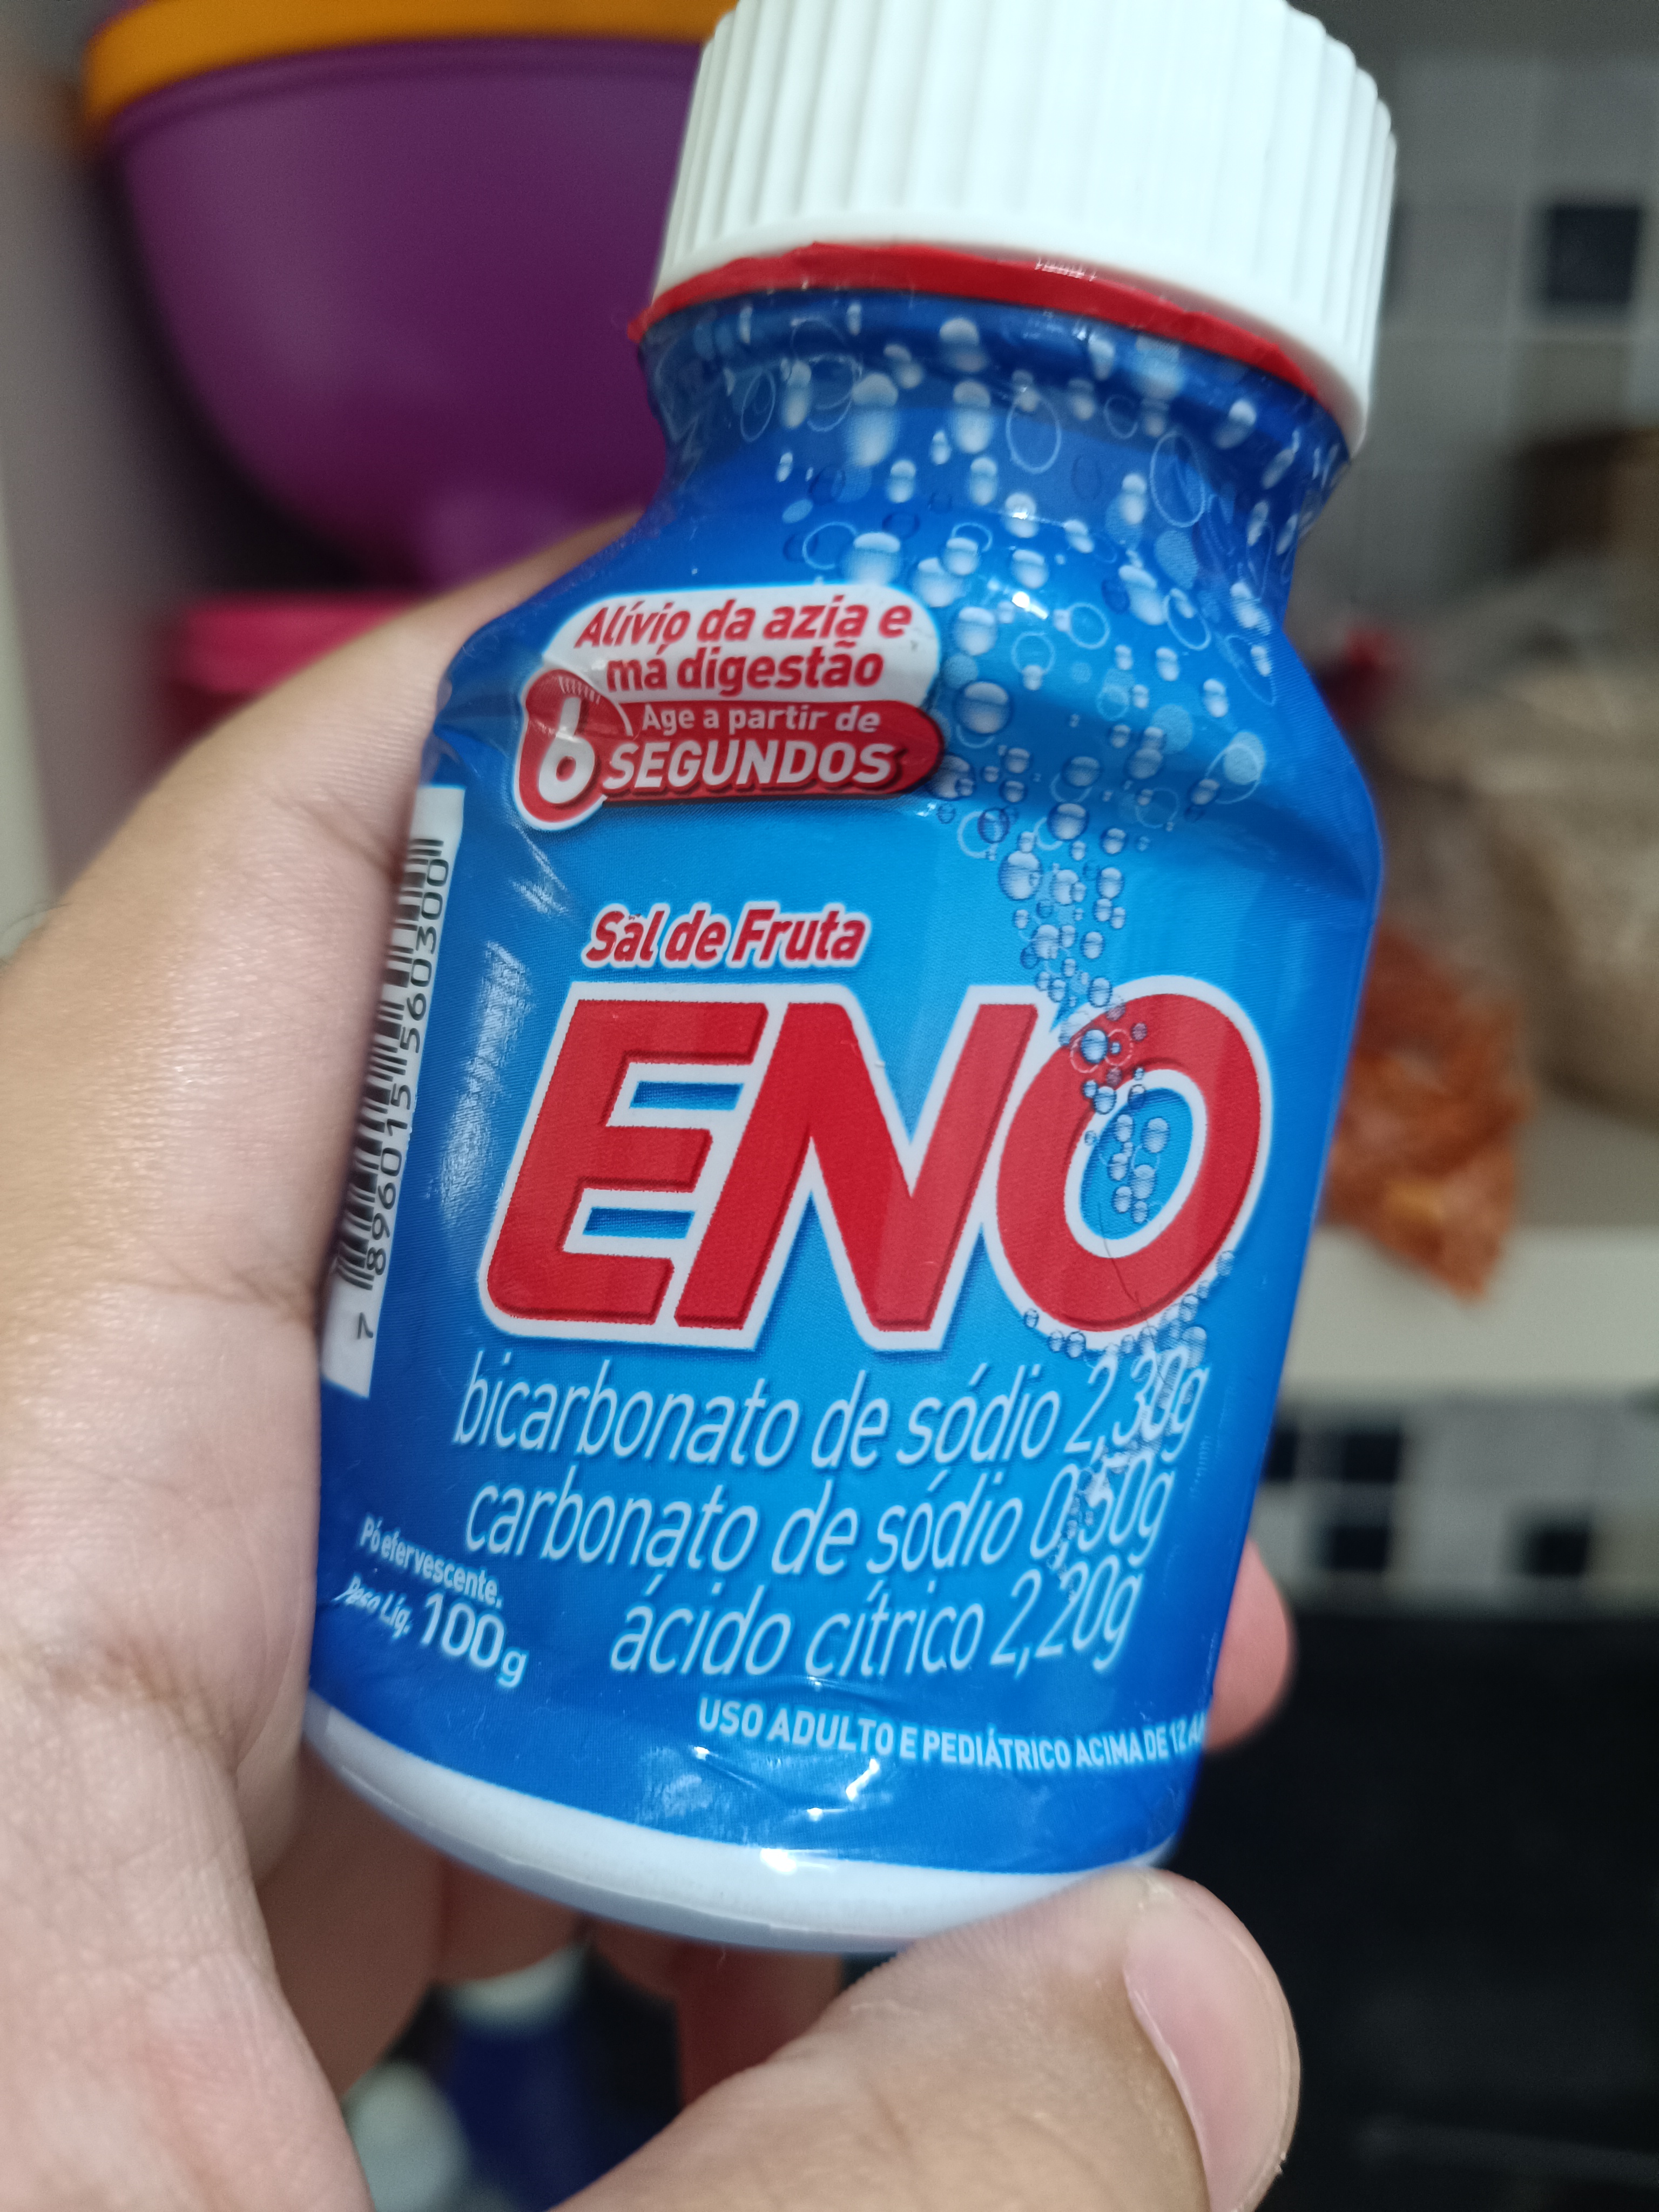 Alívio da azia e
má digestão
6
Age a partir de
SEGUNDOS
Sal de Fruta
ENO
bicarbonato de sódio 2,30g
carbonato de sódio 0,50g
ácido cítrico 2,20g
Pó efervescente.
Peso Líq. 100g
USO ADULTO E PEDIÁTRICO ACIMA DE 12
7 896015 560300